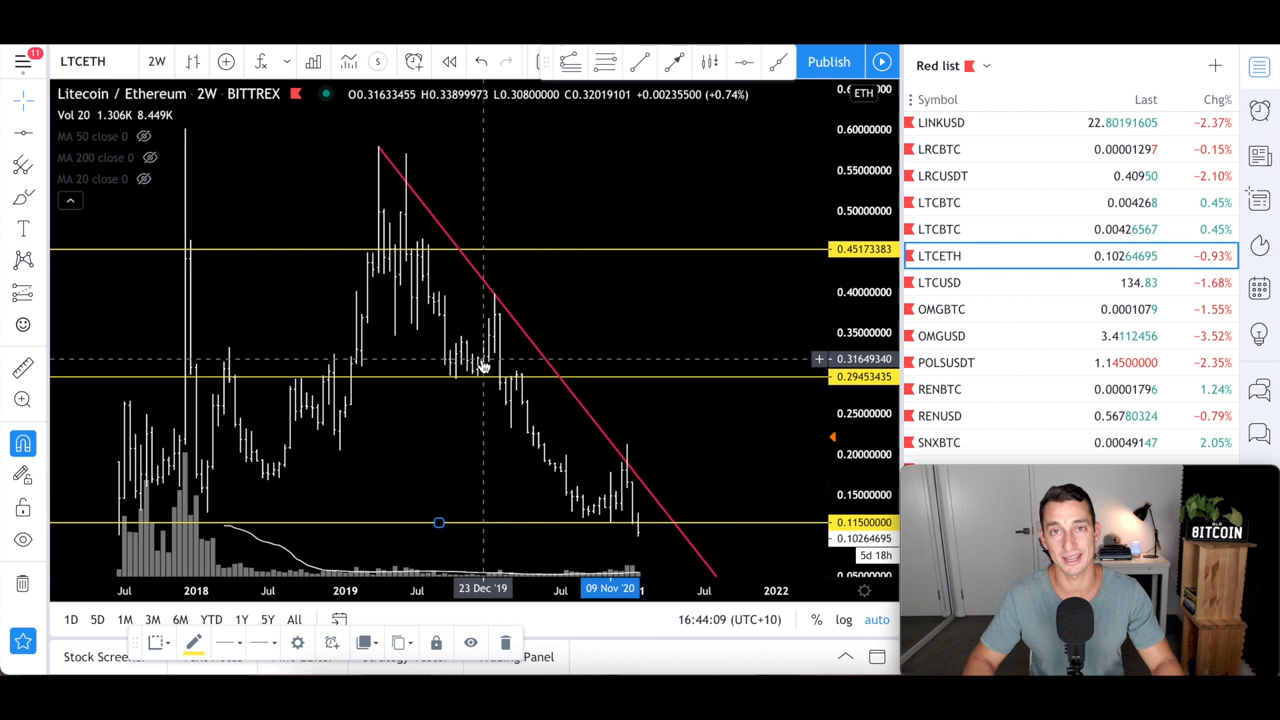 11
LTCETH
2W
S
Publish
Litecoin / Ethereum · 2W · BITTREX
O0.31633455 H0.33899973 L0.30800000 C0.32019101 +0.00235500 (+0.74%)
ETH
Vol 20 1.306K 8.449K
MA 50 close 0
MA 200 close 0
MA 20 close 0
0.60000000
0.55000000
0.50000000
0.45173383
0.40000000
0.35000000
0.31649340
0.29453435
0.25000000
0.20000000
0.15000000
0.11500000
0.10264695
5d 18h
0.05000000
Jul
2018
Jul
2019
Jul
23 Dec '19
Jul
09 Nov '20
1
Jul
2022
1D 5D 1M 3M 6M YTD 1Y 5Y All
16:44:09 (UTC+10)
% log auto
Stock Screener
Trading Panel
Red list
Symbol Last Chg%
LINKUSD 22.80191605 −2.37%
LRCBTC 0.00001297 −0.15%
LRCUSDT 0.40950 −2.10%
LTCBTC 0.004268 0.45%
LTCBTC 0.00426567 0.45%
LTCETH 0.10264695 −0.93%
LTCUSD 134.83 −1.68%
OMGBTC 0.0001079 −1.55%
OMGUSD 3.4112456 −3.52%
POLSUSDT 1.14500000 −2.35%
RENBTC 0.00001796 1.24%
RENUSD 0.56780324 −0.79%
SNXBTC 0.00049147 2.05%
BITCOIN